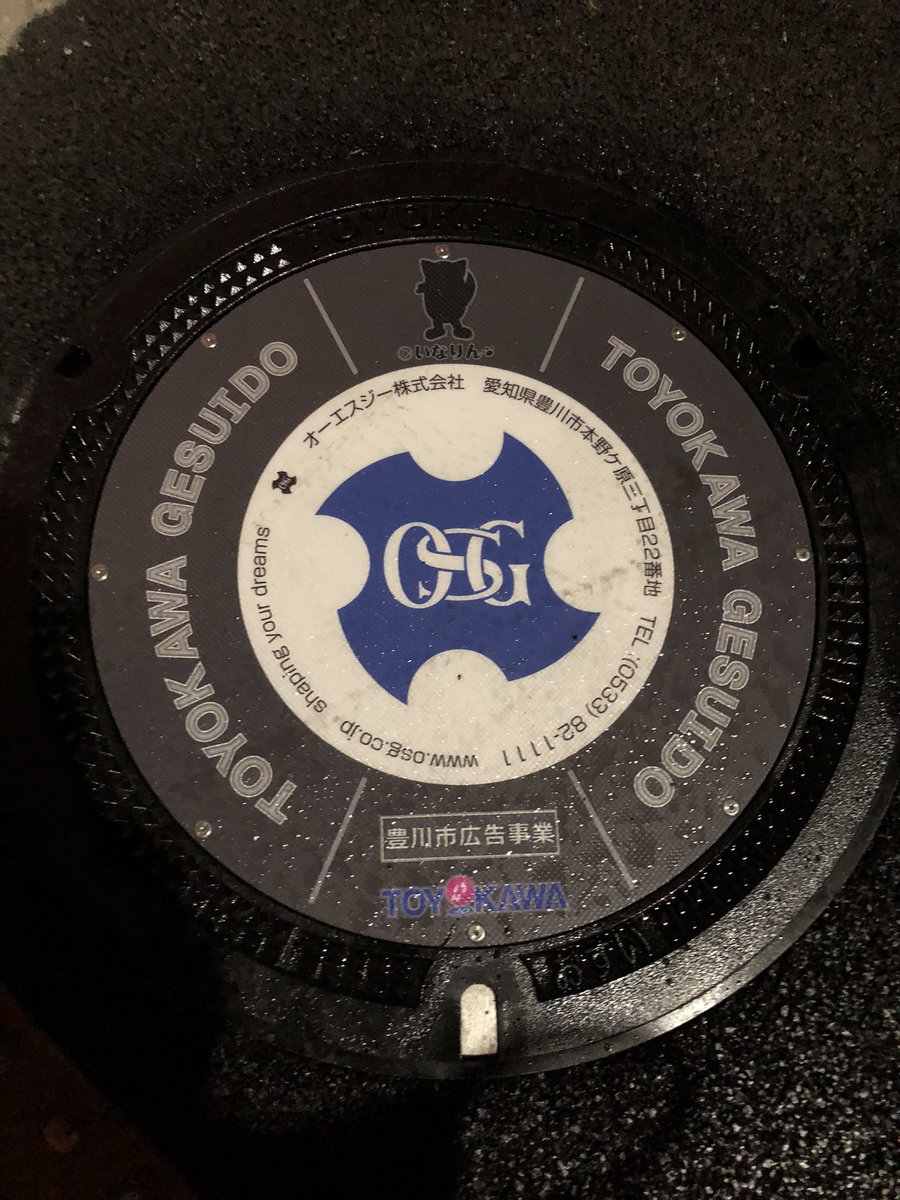 TOYOKAWA
©いなりん
TOYOKAWA GESUIDO
TOYOKAWA GESUIDO
オーエスジー株式会社 愛知県豊川市本野ケ原三丁目22番地 TEL (0533) 82-1111
www.osg.co.jp shaping your dreams
OSG
豊川市広告事業
TOYOKAWA